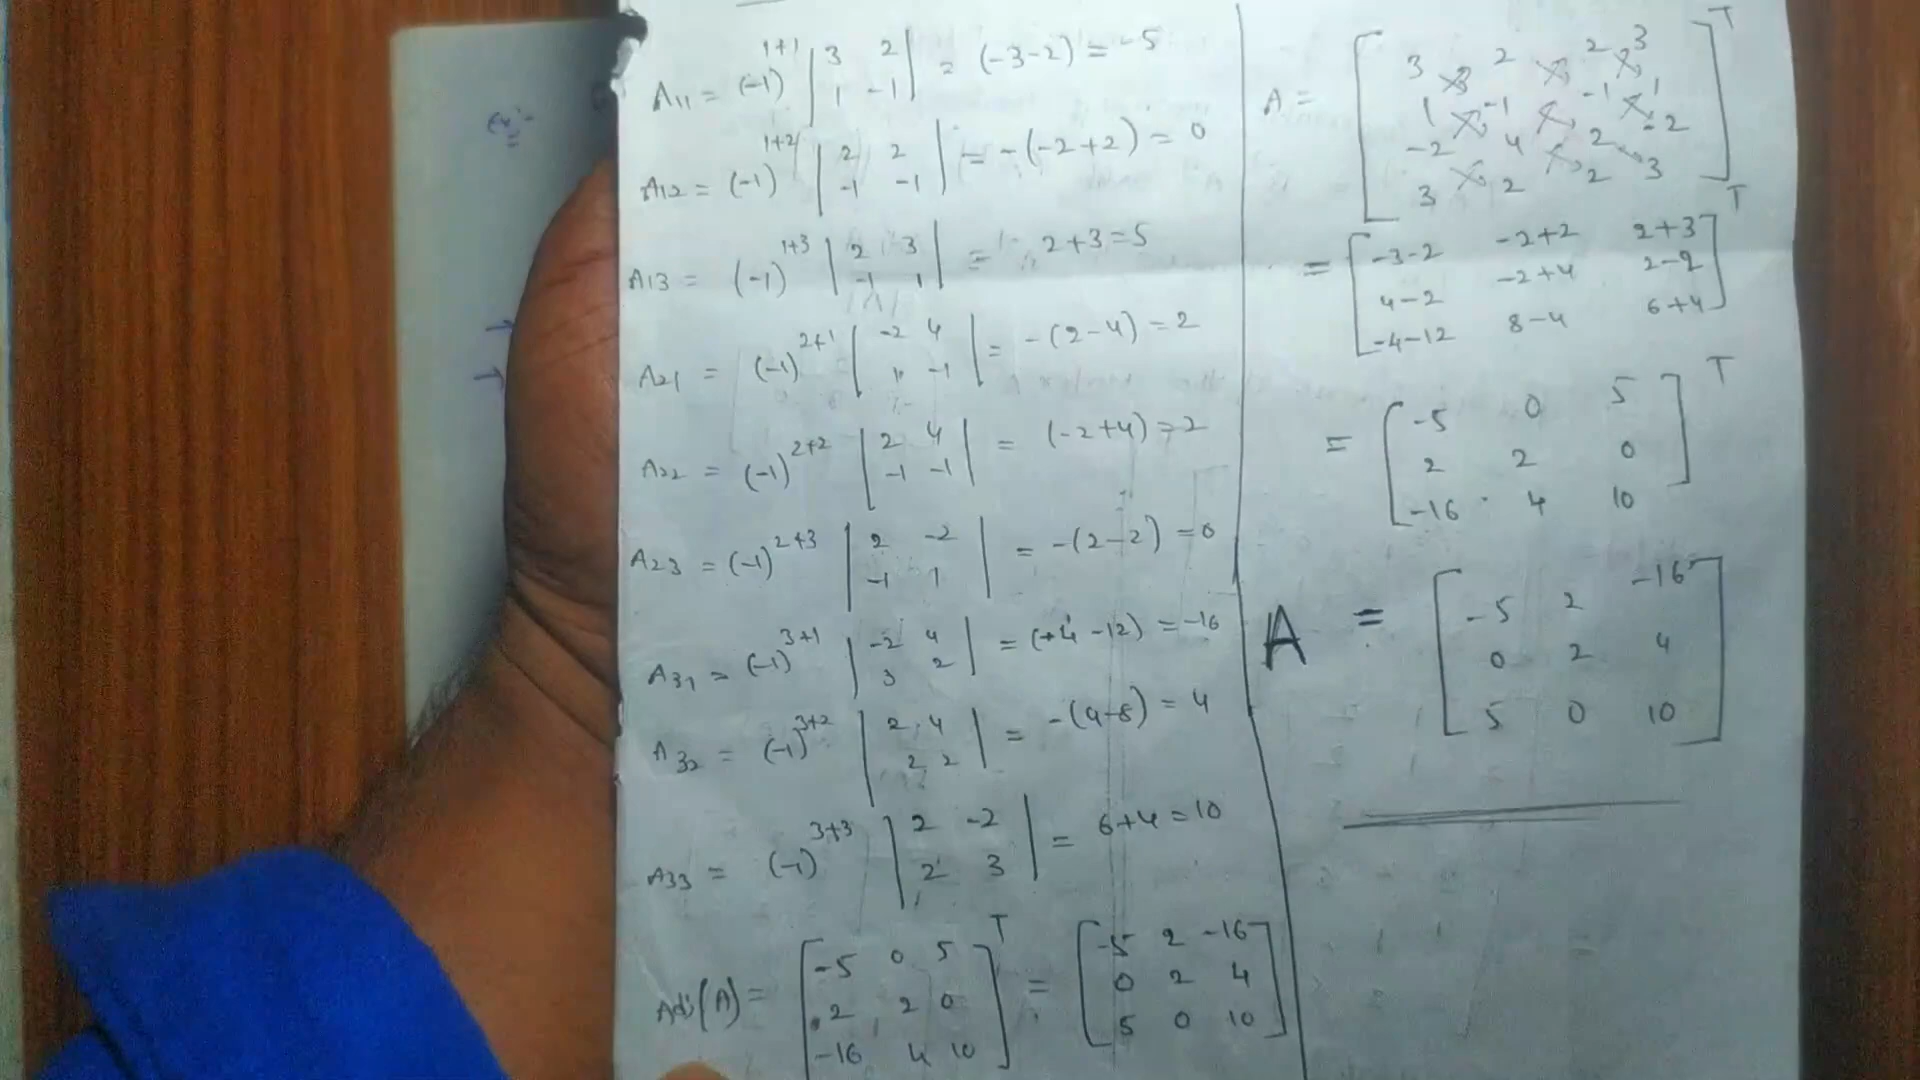 Ex:-
A11 = (-1)^1+1 | 3 2 | = (-3-2) = -5
| 1 -1 |
A12 = (-1)^1+2 | 2 2 | = -(-2+2) = 0
| -1 -1 |
A13 = (-1)^1+3 | 2 3 | = 2+3=5
| -1 1 |
A21 = (-1)^2+1 | -2 4 | = -(2-4) = 2
| 1 -1 |
A22 = (-1)^2+2 | 2 4 | = (-2+4) = 2
| -1 -1 |
A23 = (-1)^2+3 | 2 -2 | = -(2-2) = 0
| -1 1 |
A31 = (-1)^3+1 | -2 4 | = (+4-12) = -16
| 3 2 |
A32 = (-1)^3+2 | 2 4 | = -(4-8) = 4
| 2 2 |
A33 = (-1)^3+3 | 2 -2 | = 6+4 = 10
| 2 3 |
Adj(A) = [ -5 0 5 ]^T = [ -5 2 -16 ]
[ 2 2 0 ] [ 0 2 4 ]
[ -16 4 10 ] [ 5 0 10 ]
A = [ 3 2 2 3 ]^T
[ 1 -1 -1 1 ]
[ -2 4 2 -2 ]
[ 3 2 2 3 ]
= [ -3-2 -2+2 2+3 ]^T
[ 4-2 -2+4 2-2 ]
[ -4-12 8-4 6+4 ]
= [ -5 0 5 ]^T
[ 2 2 0 ]
[ -16 4 10 ]
A = [ -5 2 -16 ]
[ 0 2 4 ]
[ 5 0 10 ]